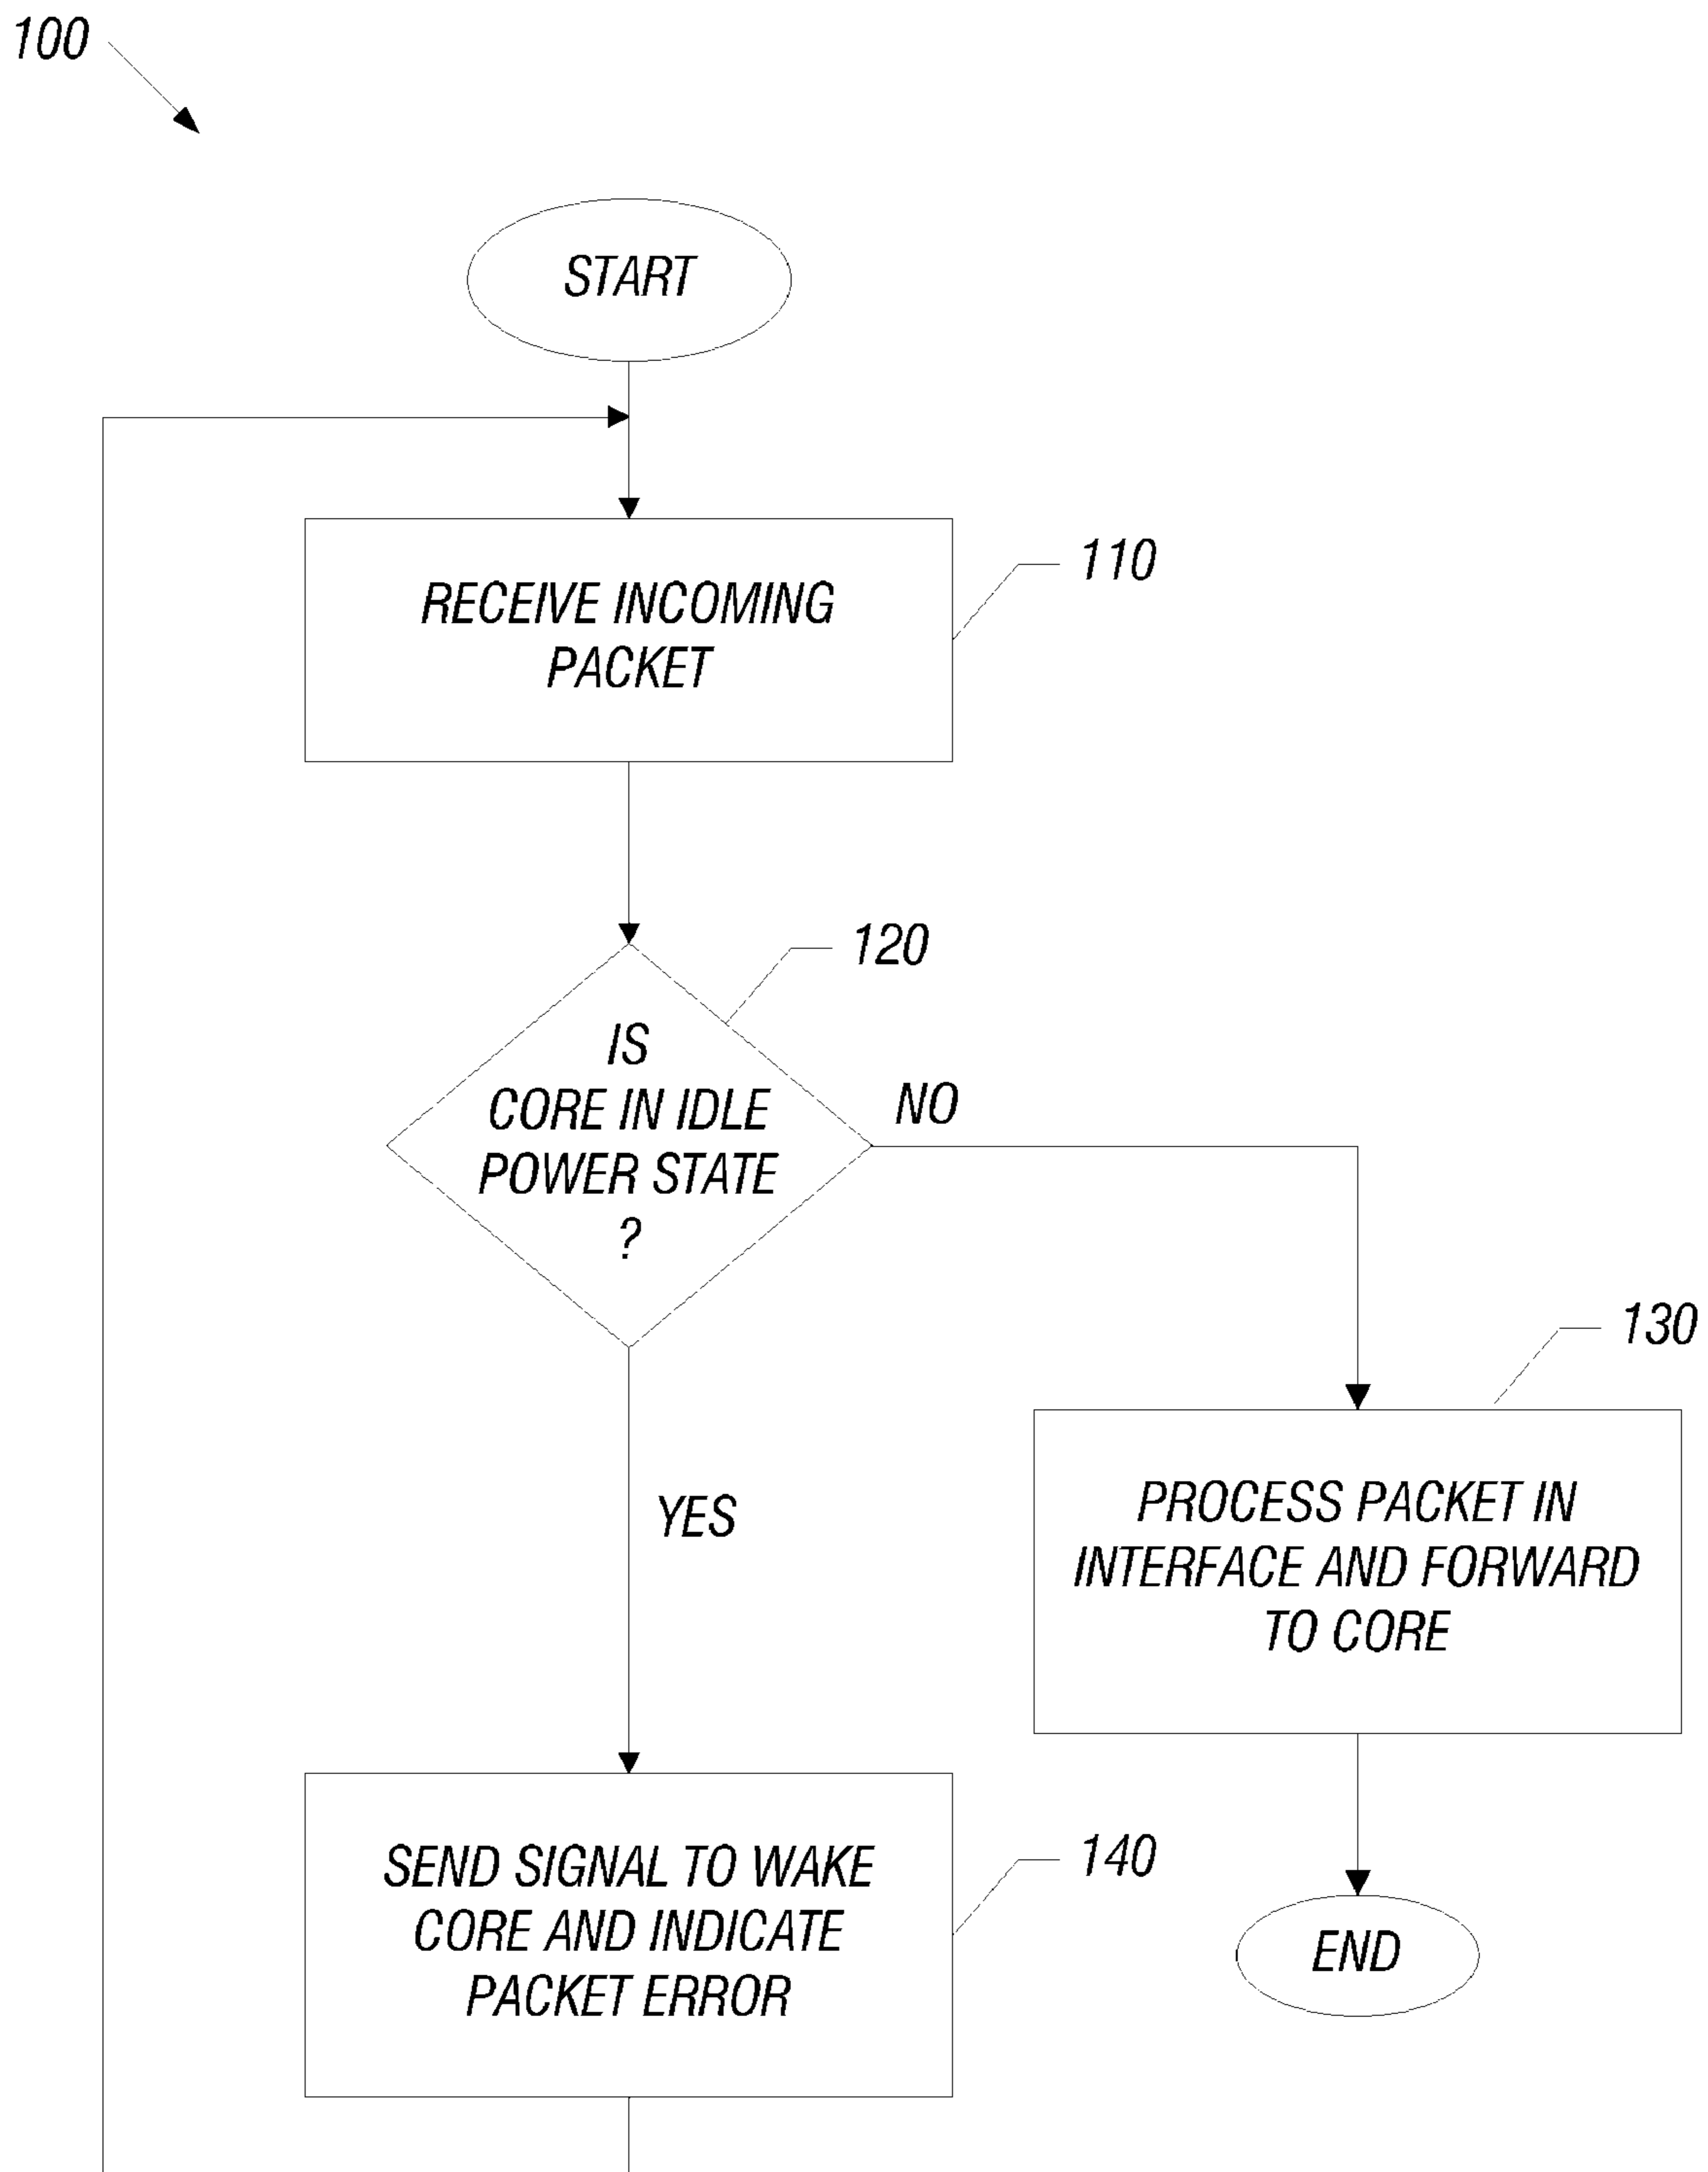 100
START
RECEIVE INCOMING
PACKET
110
120
IS
CORE IN IDLE
POWER STATE
?
NO
130
YES
PROCESS PACKET IN
INTERFACE AND FORWARD
TO CORE
SEND SIGNAL TO WAKE
CORE AND INDICATE
PACKET ERROR
140
END